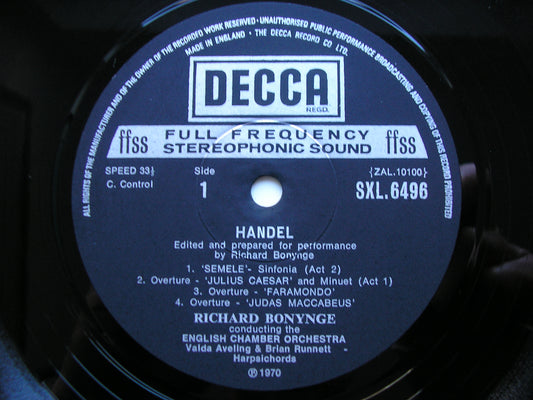 ALL RIGHTS OF THE MANUFACTURER AND OF THE OWNER OF THE RECORDED WORK RESERVED • UNAUTHORISED PUBLIC PERFORMANCE BROADCASTING AND COPYING OF THIS RECORD PROHIBITED
MADE IN ENGLAND • THE DECCA RECORD CO LTD.
DECCA
REGD.
ffss FULL FREQUENCY STEREOPHONIC SOUND ffss
SPEED 33⅓ Side {ZAL.10100}
C. Control 1 SXL.6496
HANDEL
Edited and prepared for performance
by Richard Bonynge
1. 'SEMELE'- Sinfonia (Act 2)
2. Overture - 'JULIUS CAESAR' and Minuet (Act 1)
3. Overture - 'FARAMONDO'
4. Overture - 'JUDAS MACCABEUS'
RICHARD BONYNGE
conducting the
ENGLISH CHAMBER ORCHESTRA
Valda Aveling & Brian Runnett -
Harpsichords
℗ 1970